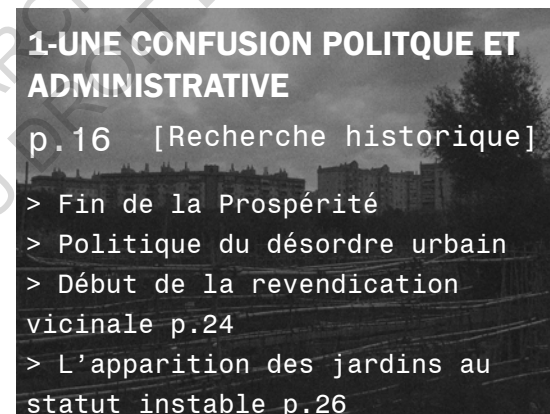 1-UNE CONFUSION POLITQUE ET
ADMINISTRATIVE
p.16 [Recherche historique]
> Fin de la Prospérité
> Politique du désordre urbain
> Début de la revendication
vicinale p.24
> L'apparition des jardins au
statut instable p.26